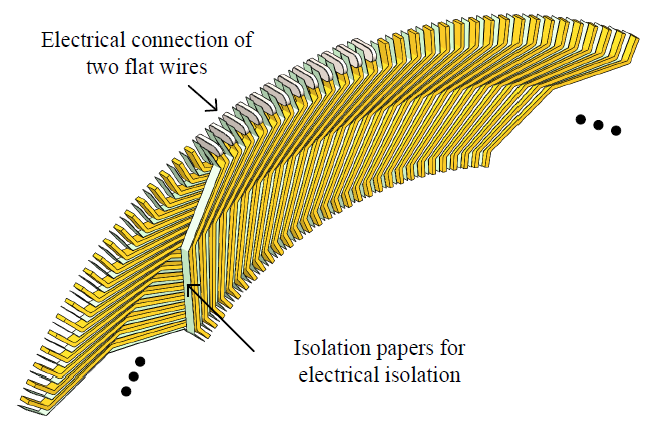 Electrical connection of
two flat wires
Isolation papers for
electrical isolation